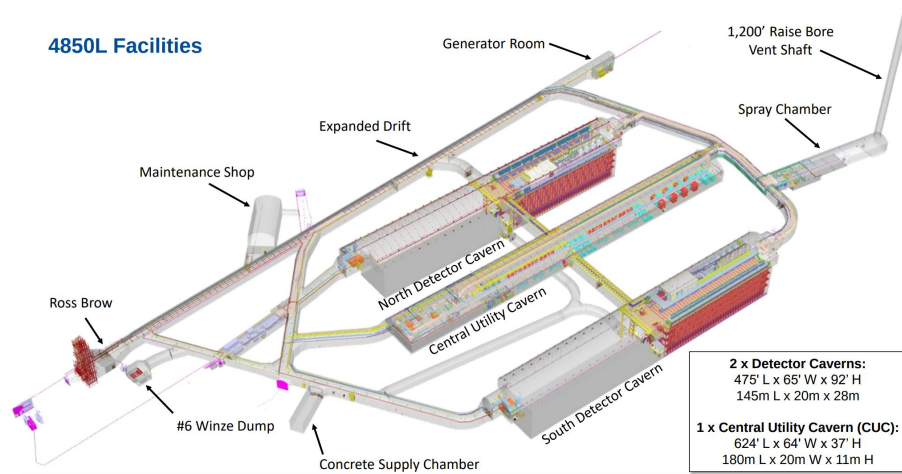 4850L Facilities
Generator Room
1,200’ Raise Bore
Vent Shaft
Expanded Drift
Spray Chamber
Maintenance Shop
North Detector Cavern
Central Utility Cavern
Ross Brow
South Detector Cavern
#6 Winze Dump
Concrete Supply Chamber
2 x Detector Caverns:
475' L x 65' W x 92' H
145m L x 20m x 28m
1 x Central Utility Cavern (CUC):
624' L x 64' W x 37' H
180m L x 20m W x 11m H